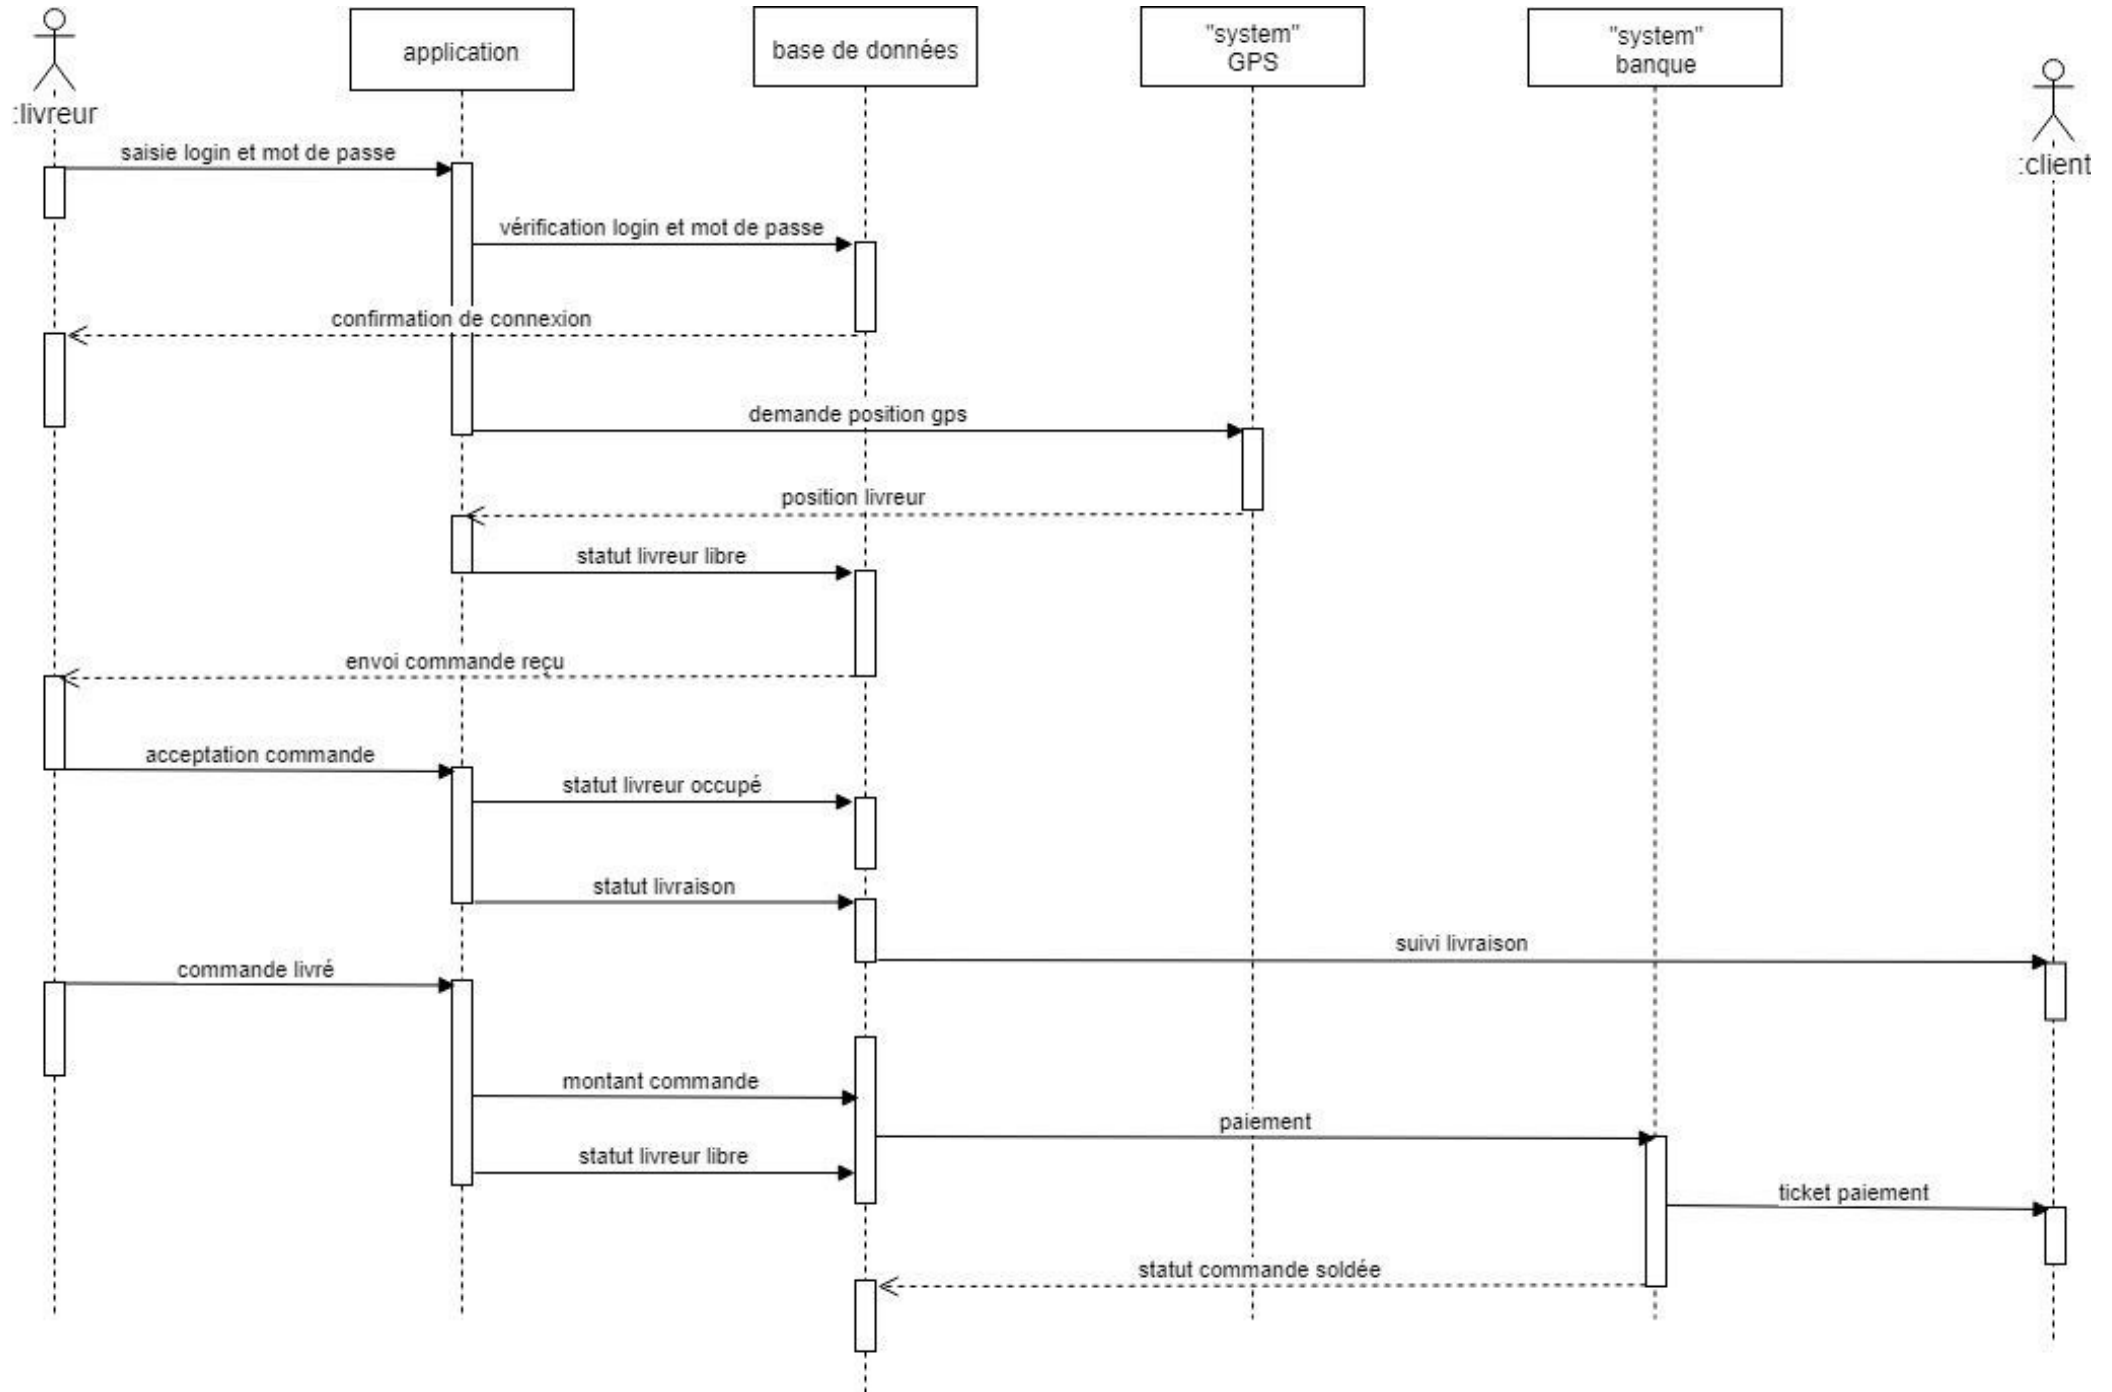 :livreur
application
base de données
"system"
GPS
"system"
banque
:client
saisie login et mot de passe
vérification login et mot de passe
confirmation de connexion
demande position gps
position livreur
statut livreur libre
envoi commande reçu
acceptation commande
statut livreur occupé
statut livraison
suivi livraison
commande livré
montant commande
paiement
statut livreur libre
ticket paiement
statut commande soldée